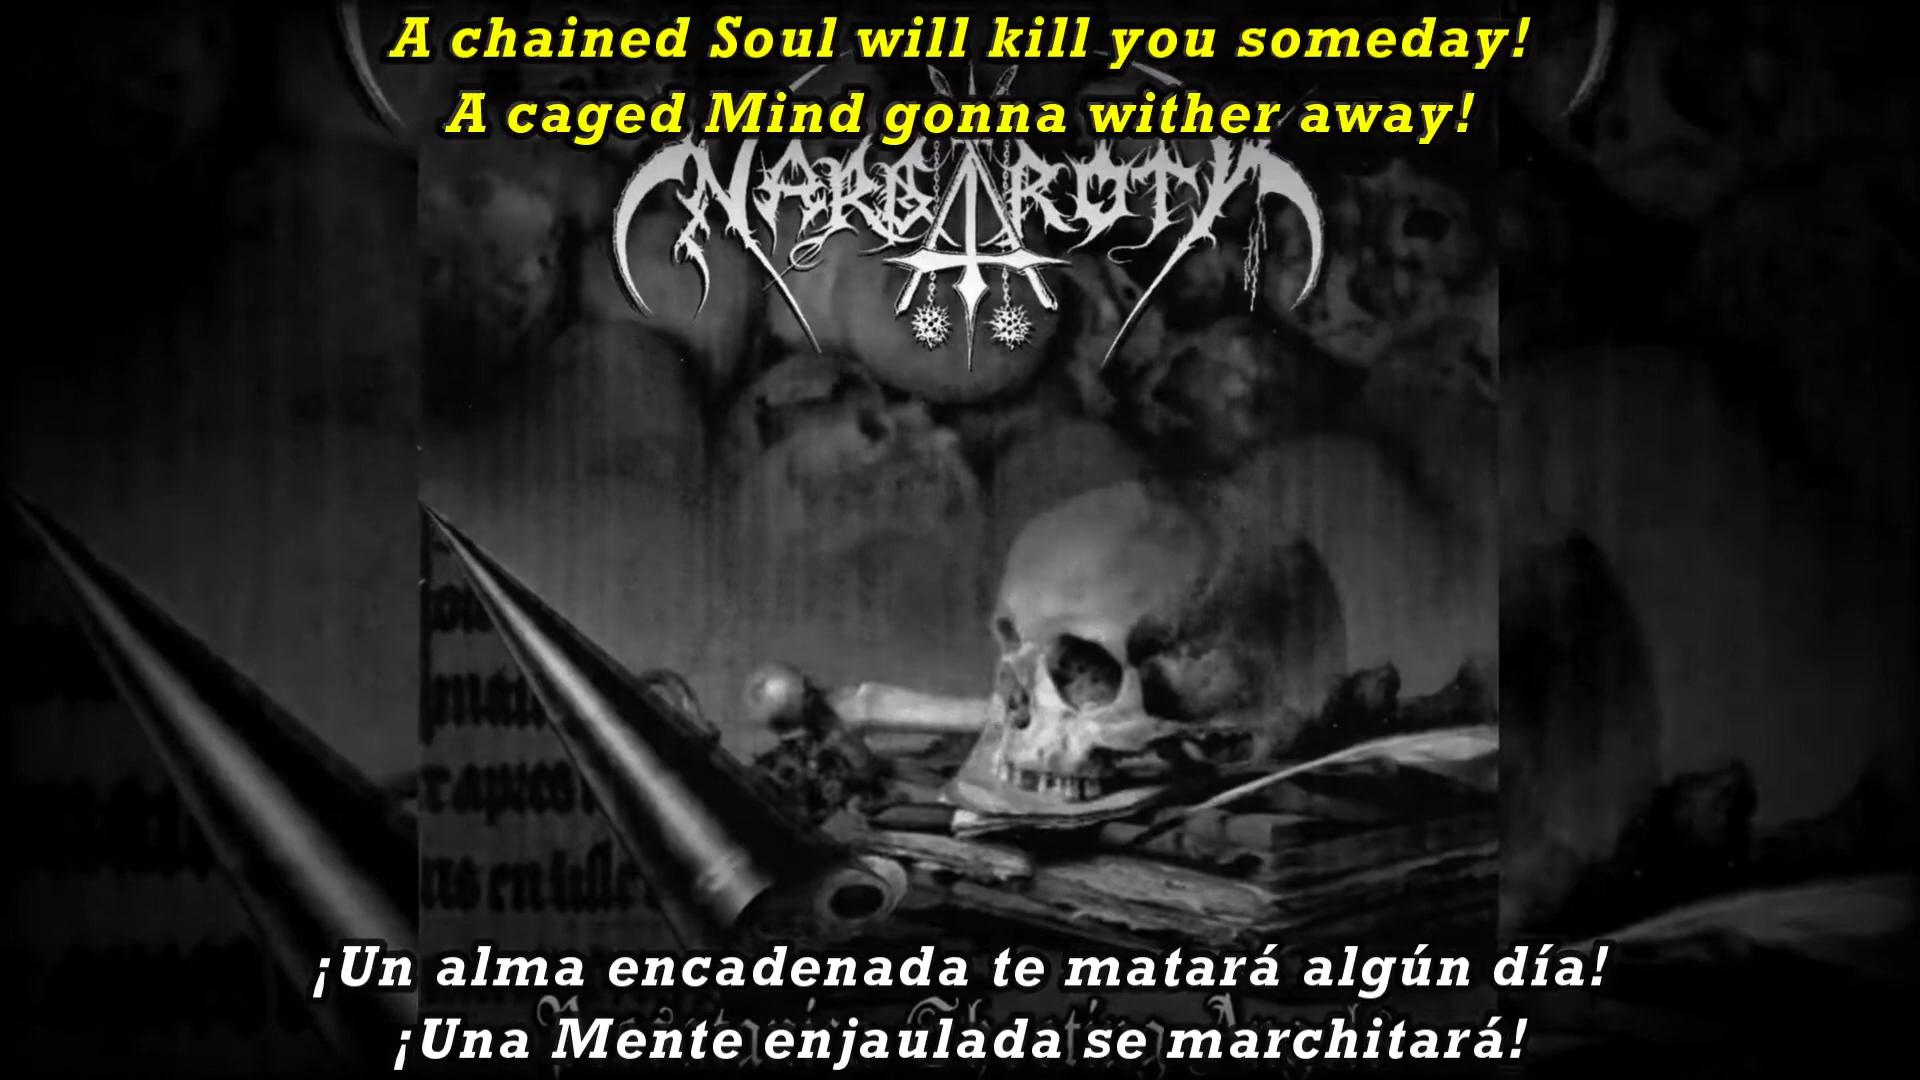 A chained Soul will kill you someday!
A caged Mind gonna wither away!
NARGAROTH
¡Un alma encadenada te matará algún día!
¡Una Mente enjaulada se marchitará!